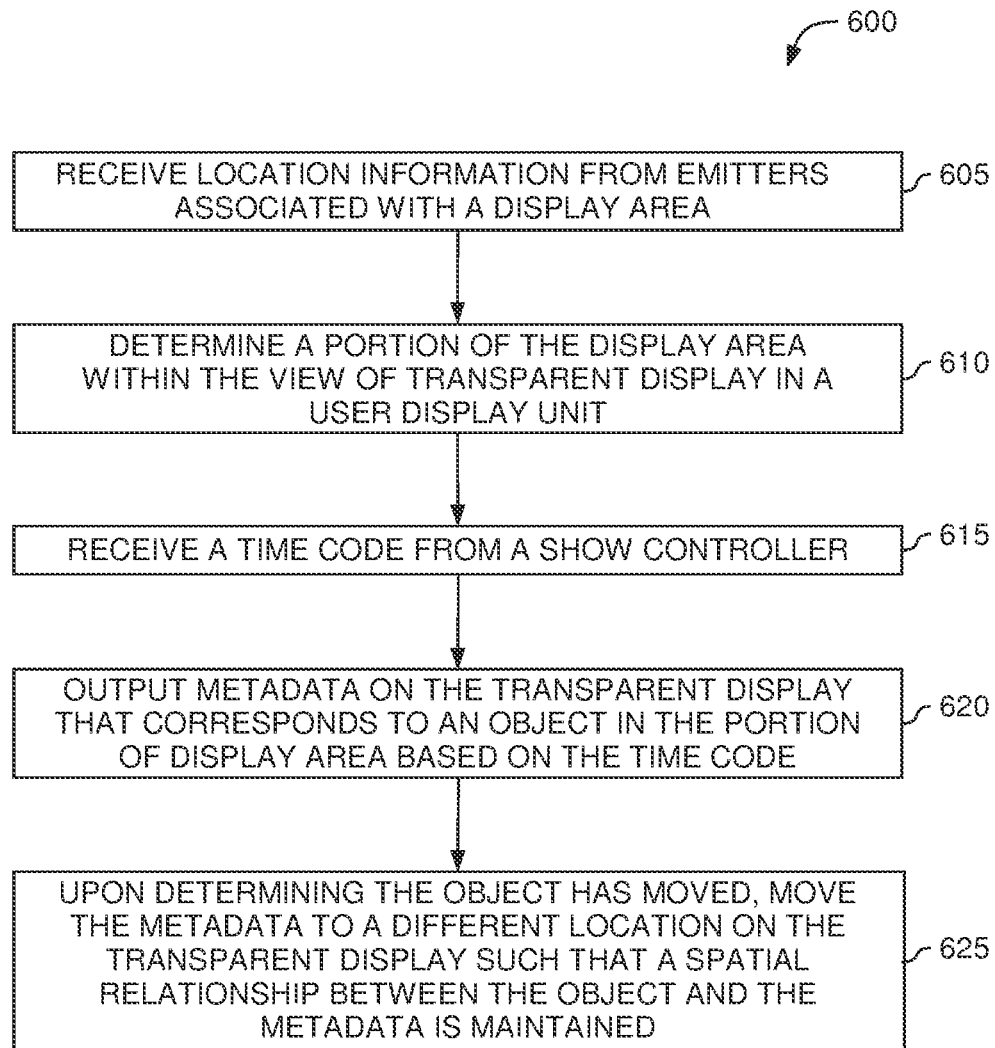 600
RECEIVE LOCATION INFORMATION FROM EMITTERS
ASSOCIATED WITH A DISPLAY AREA
605
DETERMINE A PORTION OF THE DISPLAY AREA
WITHIN THE VIEW OF TRANSPARENT DISPLAY IN A
USER DISPLAY UNIT
610
RECEIVE A TIME CODE FROM A SHOW CONTROLLER
615
OUTPUT METADATA ON THE TRANSPARENT DISPLAY
THAT CORRESPONDS TO AN OBJECT IN THE PORTION
OF DISPLAY AREA BASED ON THE TIME CODE
620
UPON DETERMINING THE OBJECT HAS MOVED, MOVE
THE METADATA TO A DIFFERENT LOCATION ON THE
TRANSPARENT DISPLAY SUCH THAT A SPATIAL
RELATIONSHIP BETWEEN THE OBJECT AND THE
METADATA IS MAINTAINED
625